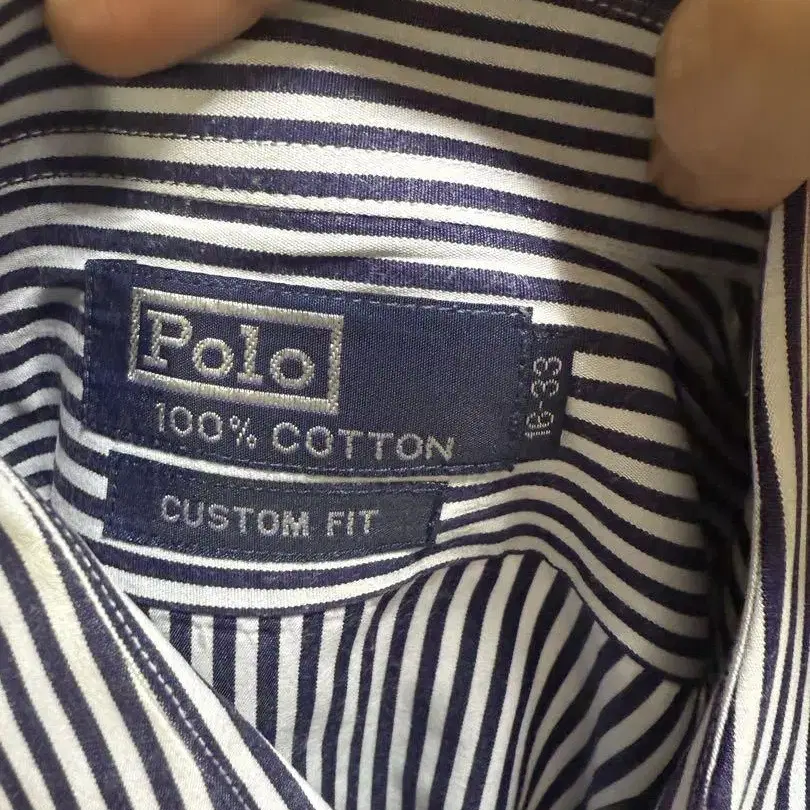 Polo
100% COTTON
16-33
CUSTOM FIT